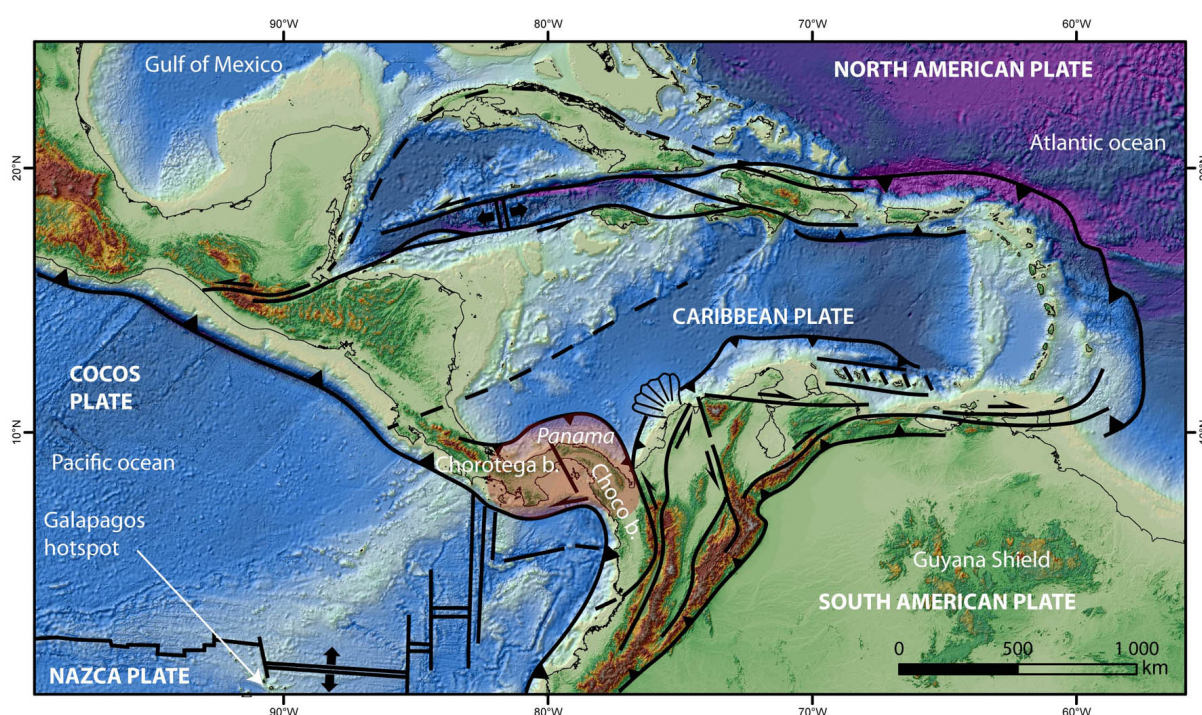 90°W
80°W
70°W
60°W
Gulf of Mexico
NORTH AMERICAN PLATE
Atlantic ocean
20°N
CARIBBEAN PLATE
COCOS
PLATE
10°N
Panama
Pacific ocean
Chorotega b.
Choco b.
Galapagos
hotspot
Guyana Shield
SOUTH AMERICAN PLATE
0
500
1 000
km
NAZCA PLATE
90°W
80°W
70°W
60°W